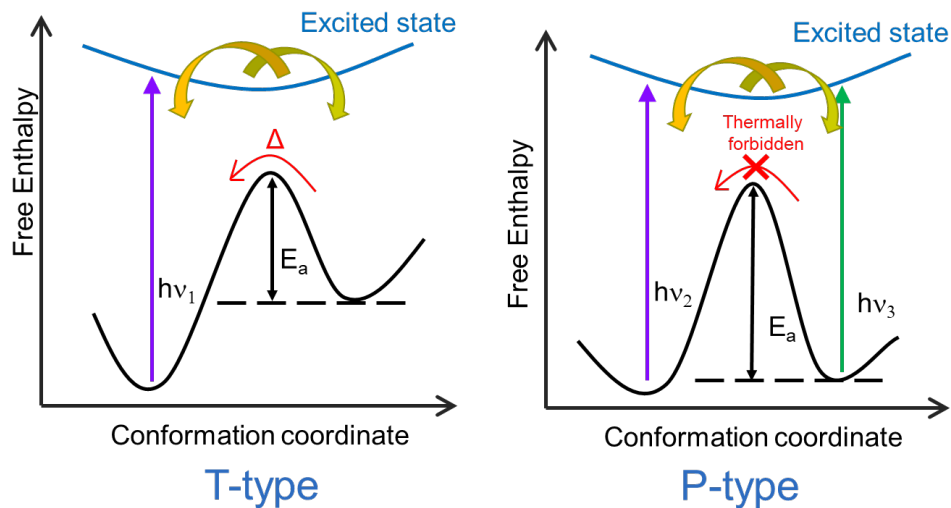 Excited state
Free Enthalpy
Δ
Eₐ
hν₁
Conformation coordinate
T-type
Excited state
Free Enthalpy
Thermally
forbidden
hν₂
Eₐ
hν₃
Conformation coordinate
P-type